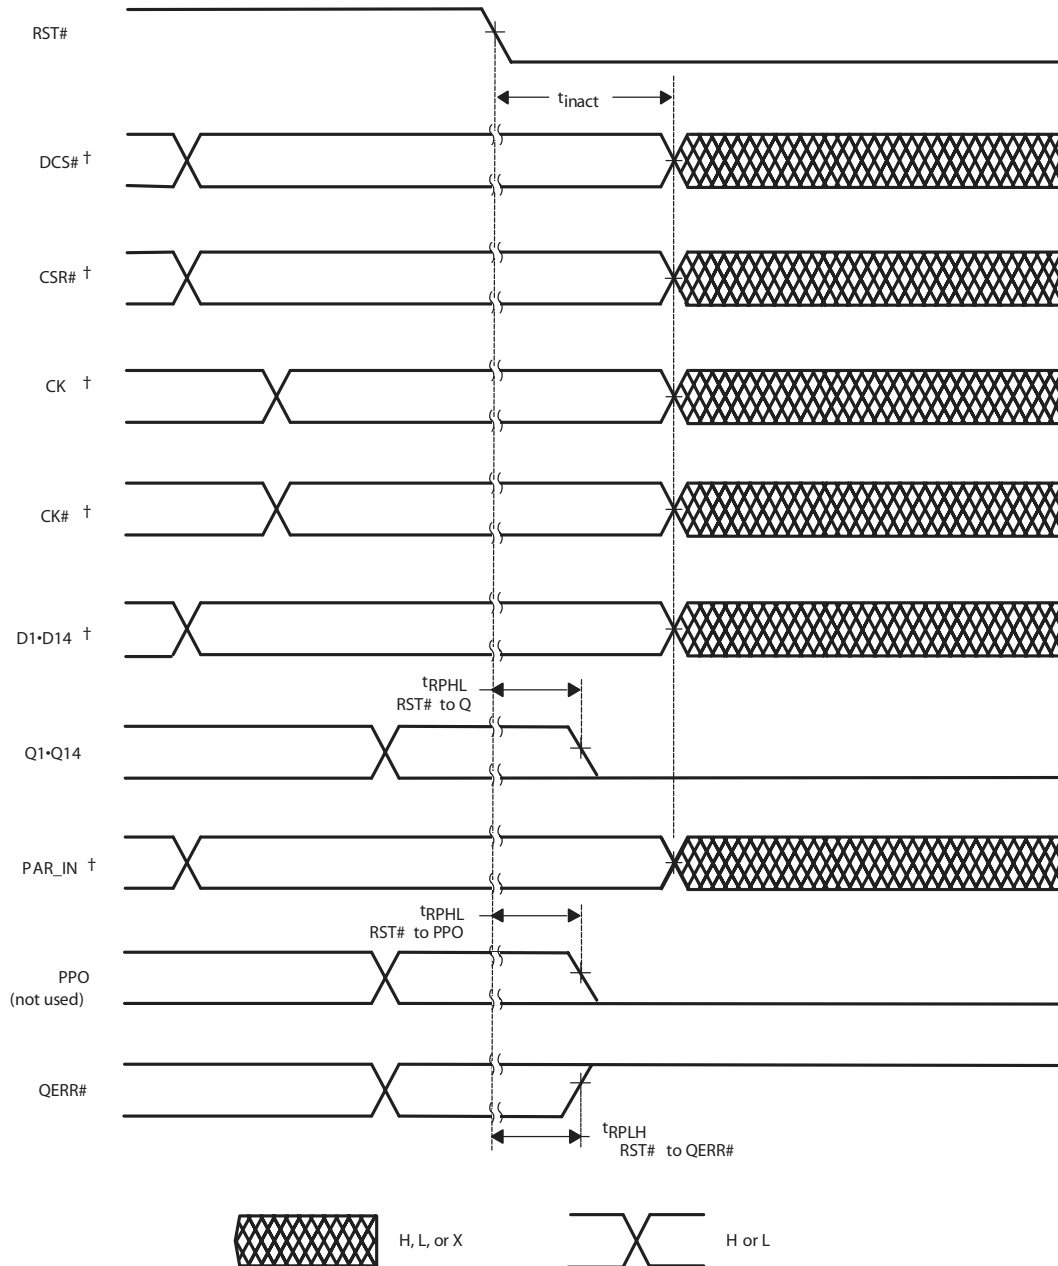 RST#
tinact
DCS# †
CSR# †
CK †
CK# †
D1•D14 †
tRPHL
RST# to Q
Q1•Q14
PAR_IN †
tRPHL
RST# to PPO
PPO
(not used)
QERR#
tRPLH
RST# to QERR#
H, L, or X
H or L